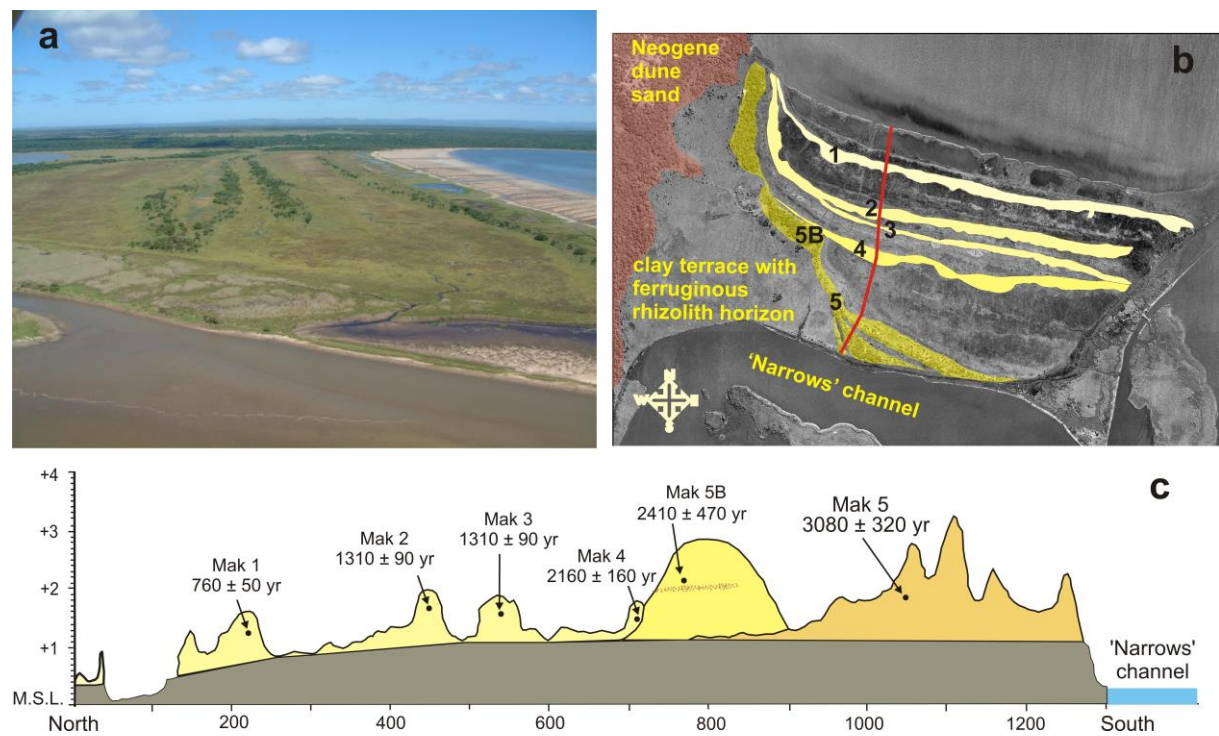 a
b
Neogene
dune
sand
1
2
3
5B
4
clay terrace with
ferruginous
rhizolith horizon
5
'Narrows' channel
N
W
E
S
c
+4
+3
+2
+1
M.S.L.
Mak 1
760 ± 50 yr
Mak 2
1310 ± 90 yr
Mak 3
1310 ± 90 yr
Mak 4
2160 ± 160 yr
Mak 5B
2410 ± 470 yr
Mak 5
3080 ± 320 yr
'Narrows'
channel
North
200
400
600
800
1000
1200
South